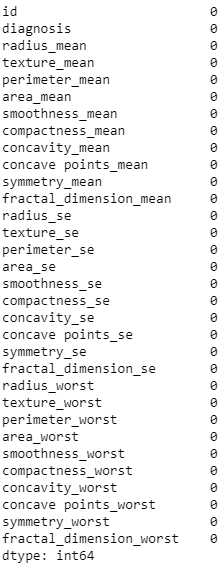 id 0
diagnosis 0
radius_mean 0
texture_mean 0
perimeter_mean 0
area_mean 0
smoothness_mean 0
compactness_mean 0
concavity_mean 0
concave points_mean 0
symmetry_mean 0
fractal_dimension_mean 0
radius_se 0
texture_se 0
perimeter_se 0
area_se 0
smoothness_se 0
compactness_se 0
concavity_se 0
concave points_se 0
symmetry_se 0
fractal_dimension_se 0
radius_worst 0
texture_worst 0
perimeter_worst 0
area_worst 0
smoothness_worst 0
compactness_worst 0
concavity_worst 0
concave points_worst 0
symmetry_worst 0
fractal_dimension_worst 0
dtype: int64